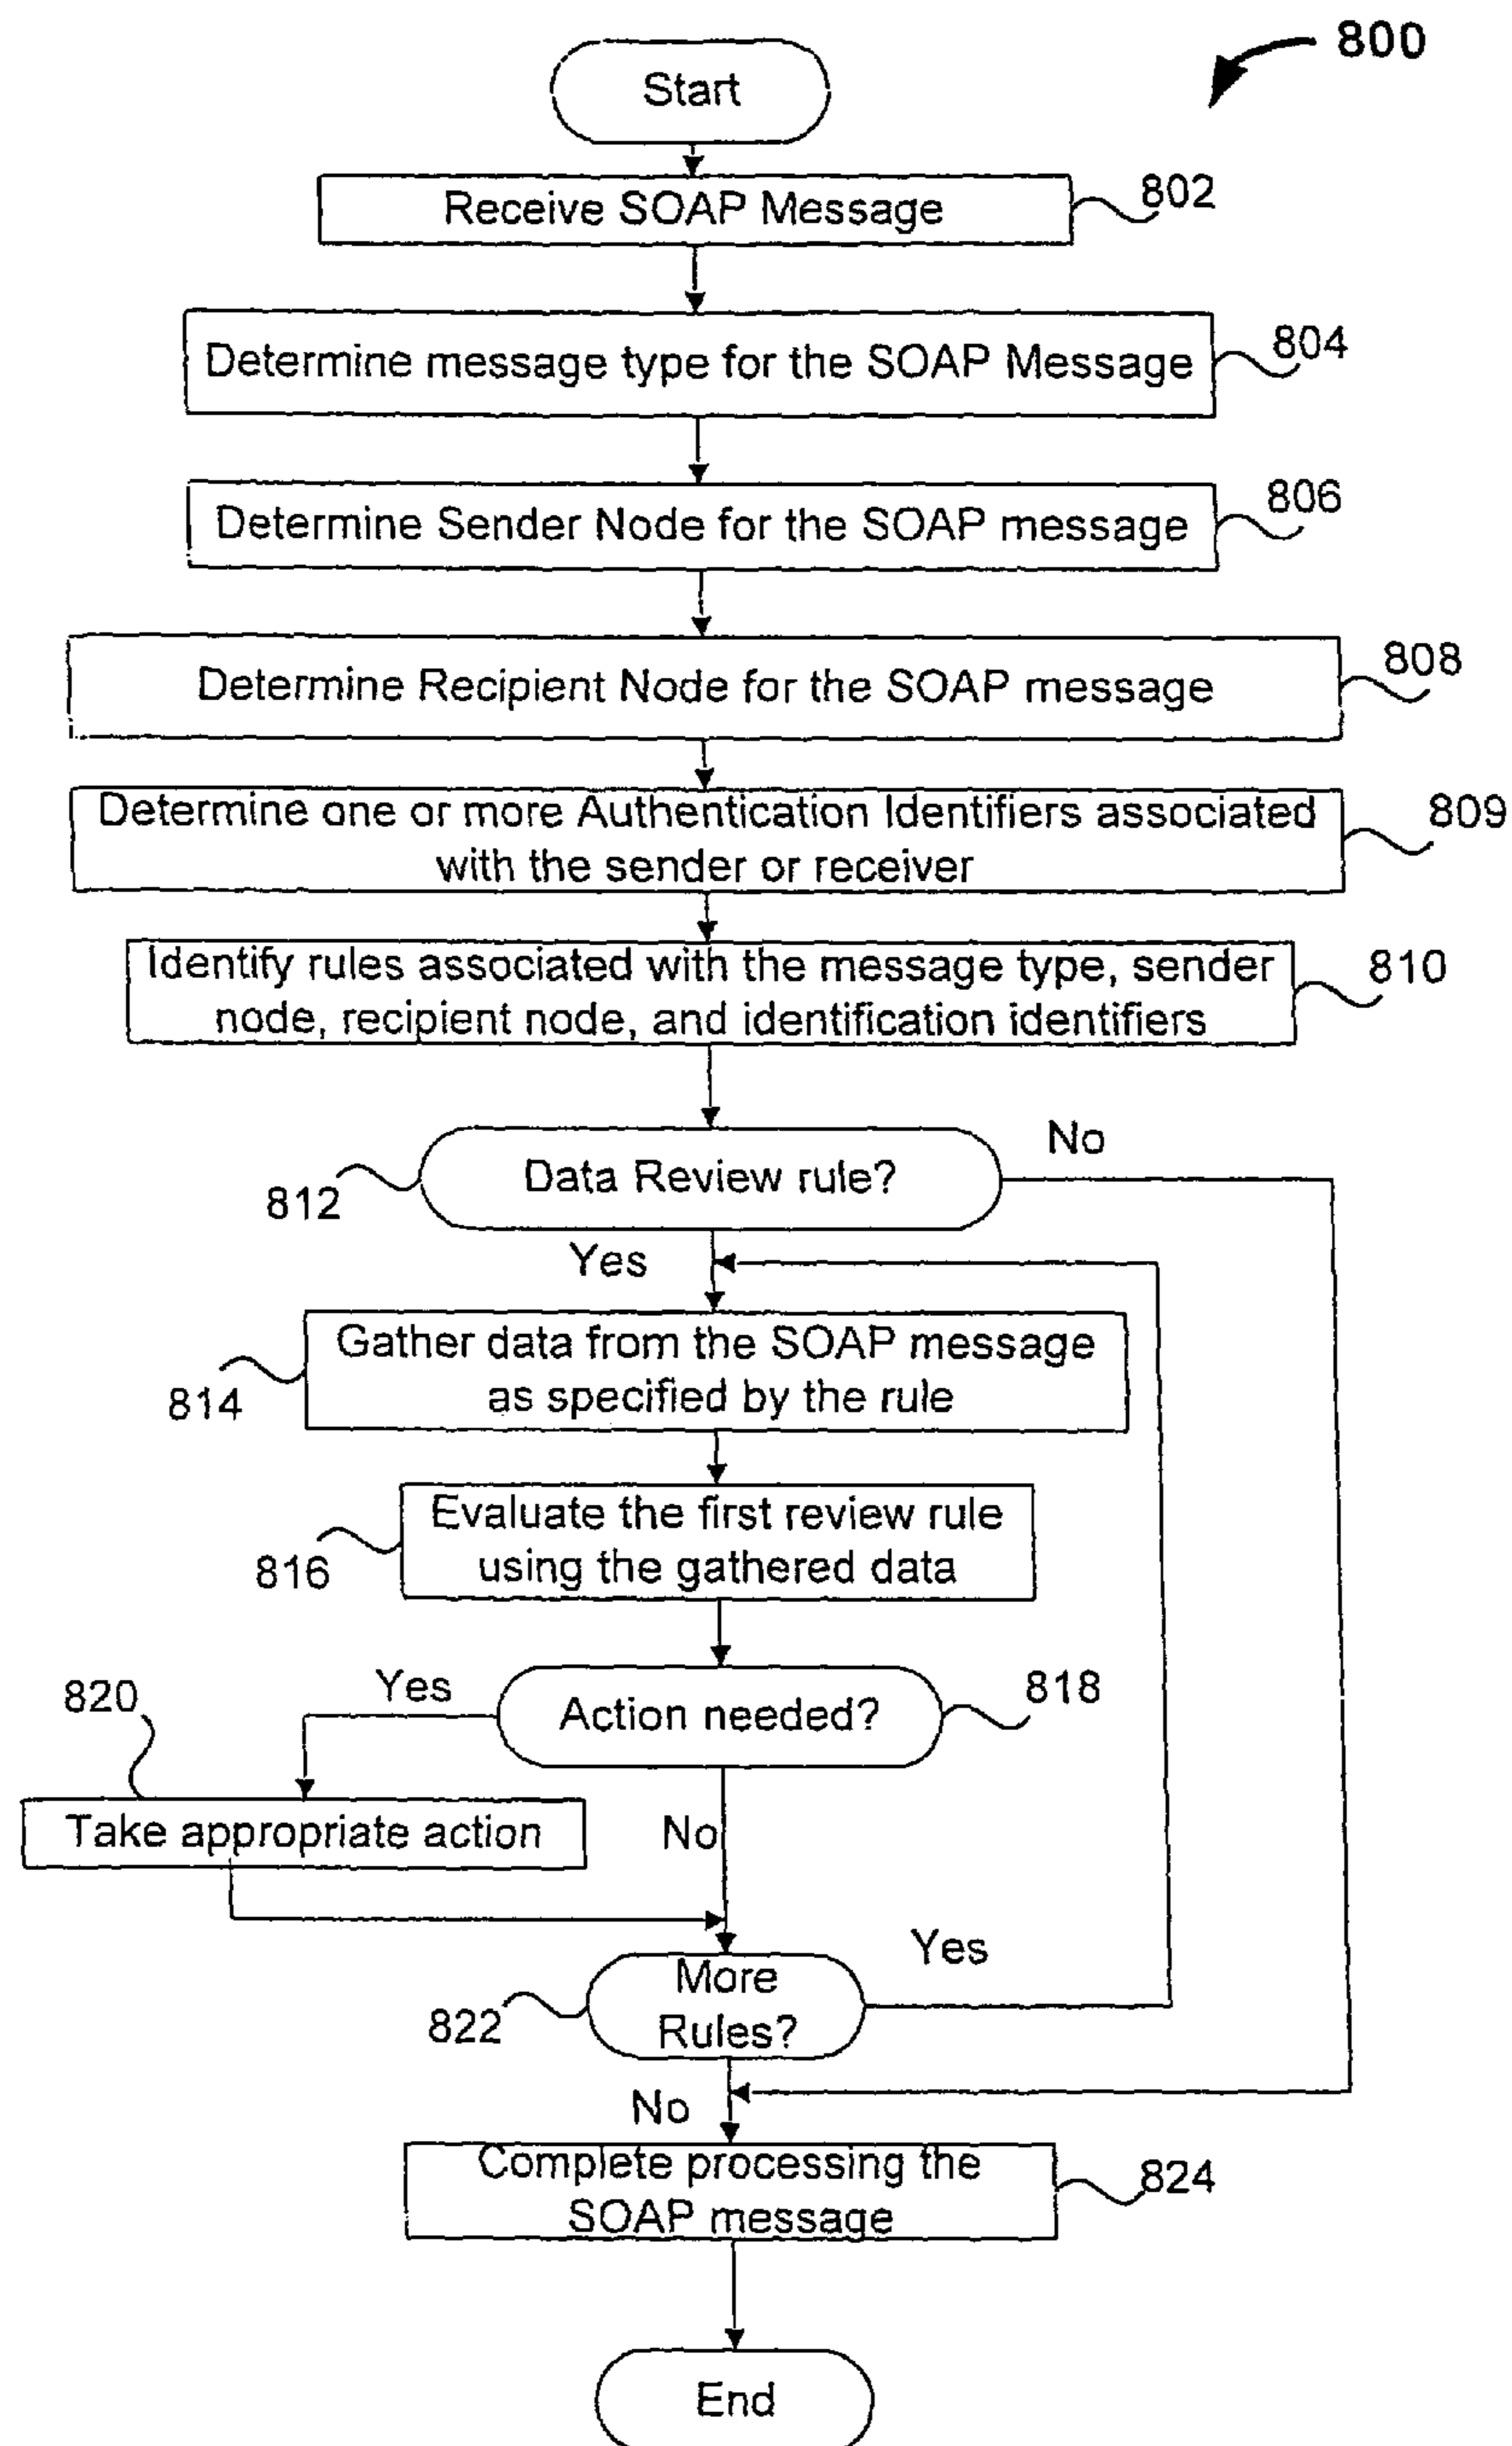 800
Start
Receive SOAP Message
802
Determine message type for the SOAP Message
804
Determine Sender Node for the SOAP message
806
Determine Recipient Node for the SOAP message
808
Determine one or more Authentication Identifiers associated
with the sender or receiver
809
Identify rules associated with the message type, sender
node, recipient node, and identification identifiers
810
Data Review rule?
No
812
Yes
Gather data from the SOAP message
as specified by the rule
814
Evaluate the first review rule
using the gathered data
816
Action needed?
818
Yes
820
Take appropriate action
No
More
Rules?
Yes
822
No
Complete processing the
SOAP message
824
End